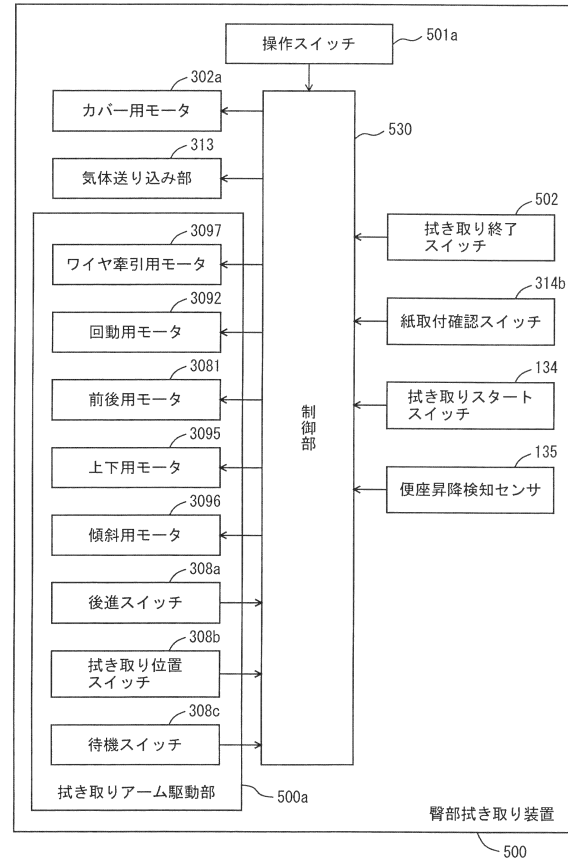 操作スイッチ
501a
302a
カバー用モータ
530
313
気体送り込み部
502
拭き取り終了
スイッチ
3097
ワイヤ牽引用モータ
314b
紙取付確認スイッチ
3092
回動用モータ
134
拭き取りスタート
スイッチ
3081
前後用モータ
制御部
135
便座昇降検知センサ
3095
上下用モータ
3096
傾斜用モータ
308a
後進スイッチ
308b
拭き取り位置
スイッチ
308c
待機スイッチ
拭き取りアーム駆動部
500a
臀部拭き取り装置
500